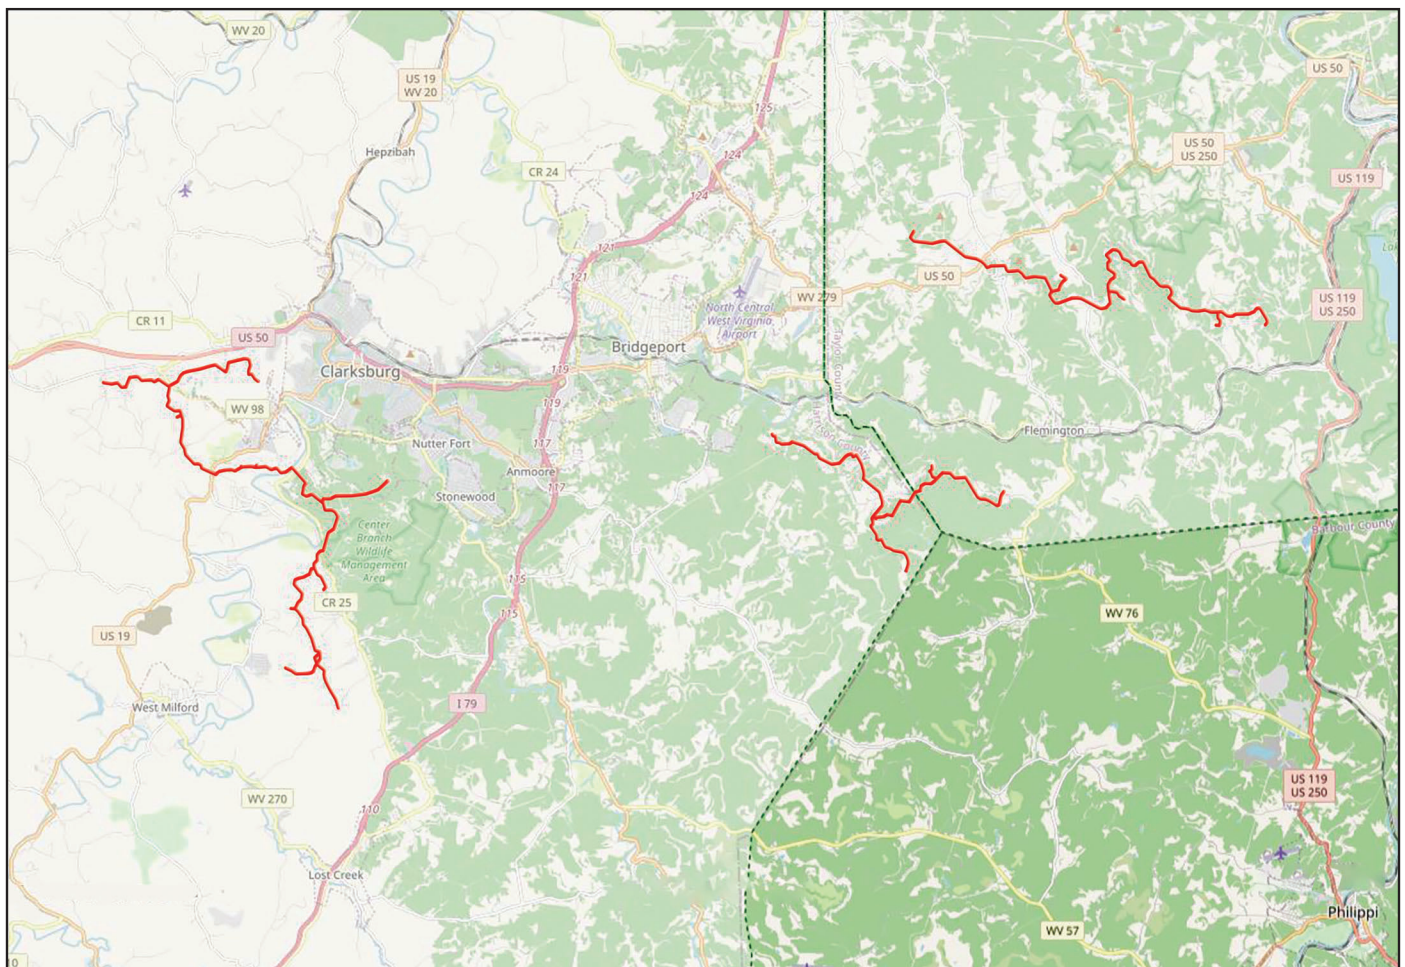 WV 20
US 50
US 19
WV 20
125
US 50
US 250
Hepzibah
124
CR 24
US 119
124
121
121
US 50
WV 279
North Central
West Virginia
Airport
US 119
US 250
CR 11
US 50
Bridgeport
Taylor County
Clarksburg
119
119
WV 98
Harrison County
Flemington
Nutter Fort
117
Anmoore
117
Stonewood
Center
Branch
Wildlife
Management
Area
Barbour County
115
CR 25
115
WV 76
US 19
I 79
West Milford
US 119
US 250
WV 270
110
Lost Creek
Philippi
WV 57